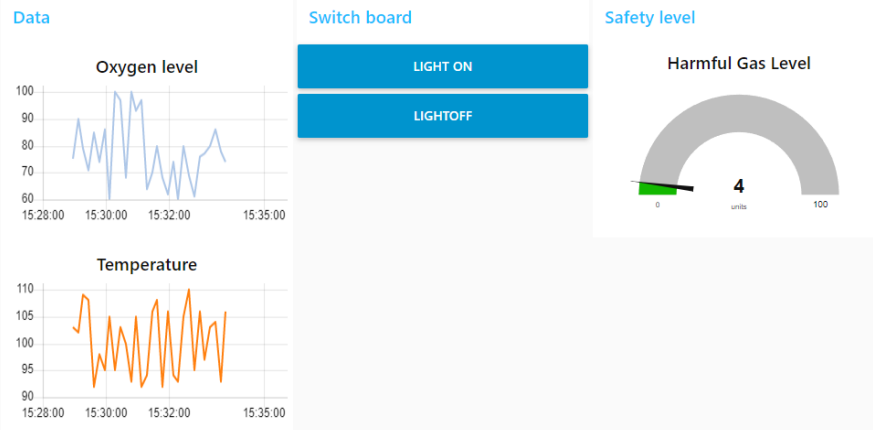 Data
Oxygen level
100
90
80
70
60
15:28:00 15:30:00 15:32:00 15:35:00
Temperature
110
105
100
95
90
15:28:00 15:30:00 15:32:00 15:35:00
Switch board
LIGHT ON
LIGHTOFF
Safety level
Harmful Gas Level
4
units
0 100